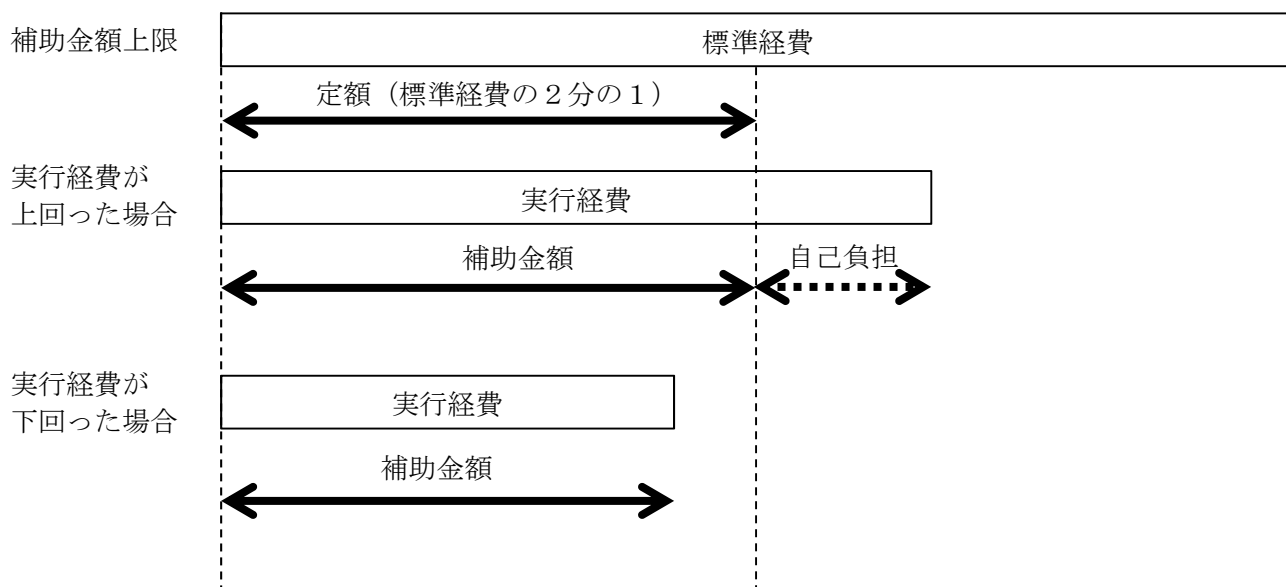 補助金額上限
標準経費
定額（標準経費の２分の１）
実行経費が
上回った場合
実行経費
補助金額
自己負担
実行経費が
下回った場合
実行経費
補助金額